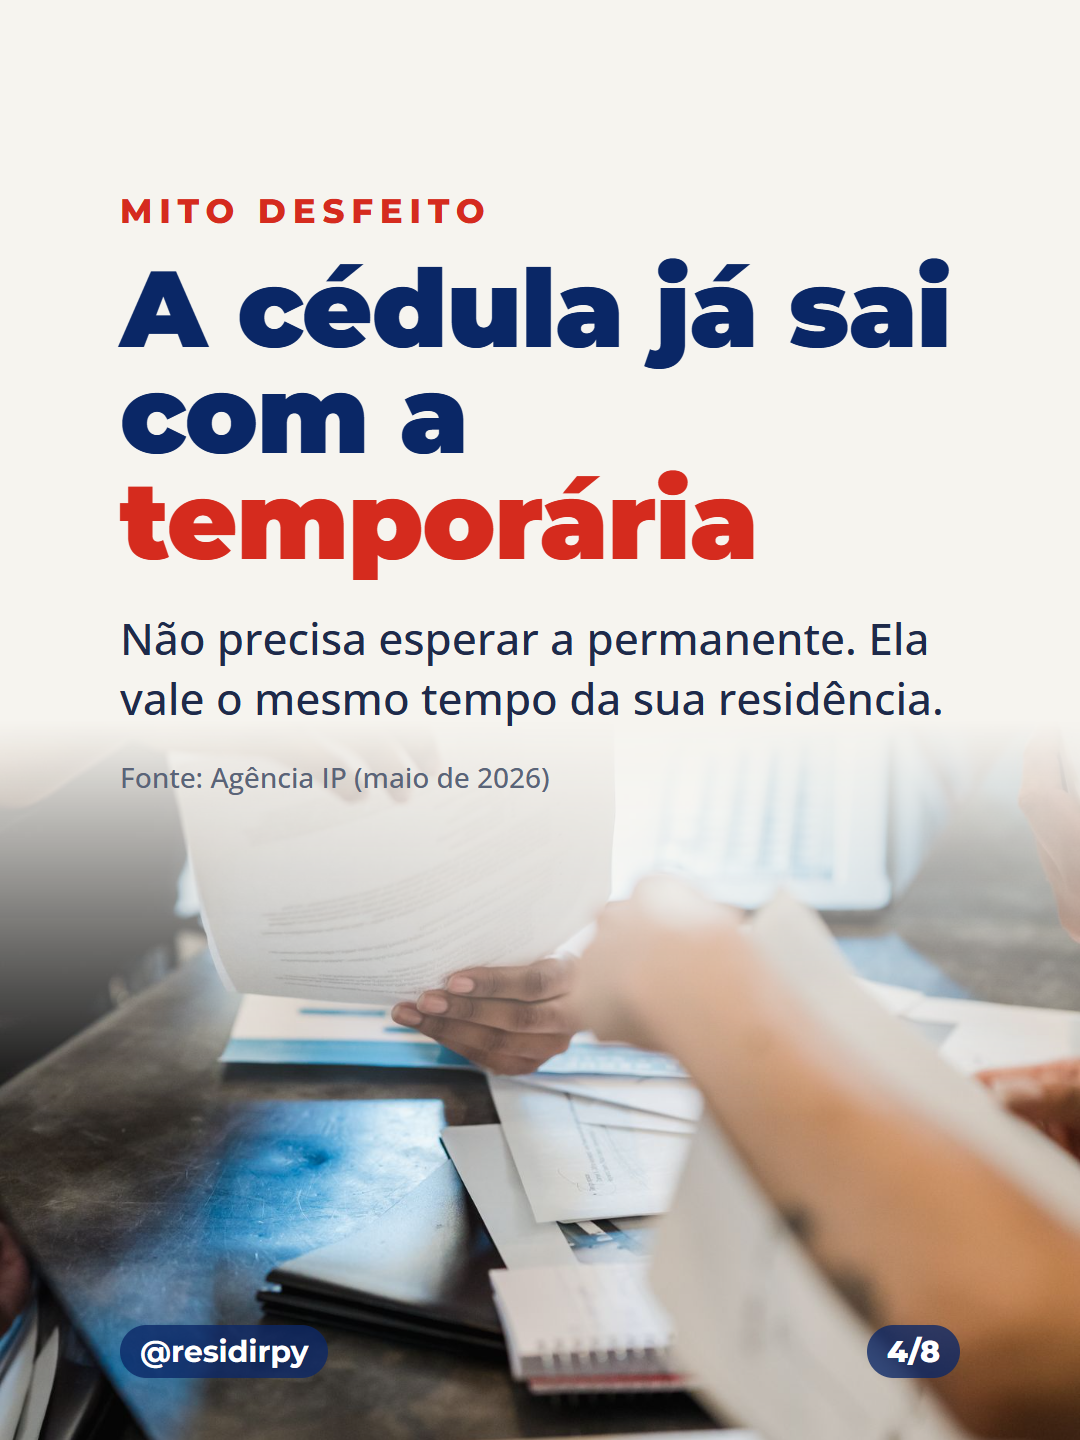 MITO DESFEITO
A cédula já sai
com a
temporária
Não precisa esperar a permanente. Ela
vale o mesmo tempo da sua residência.
Fonte: Agência IP (maio de 2026)
@residirpy
4/8